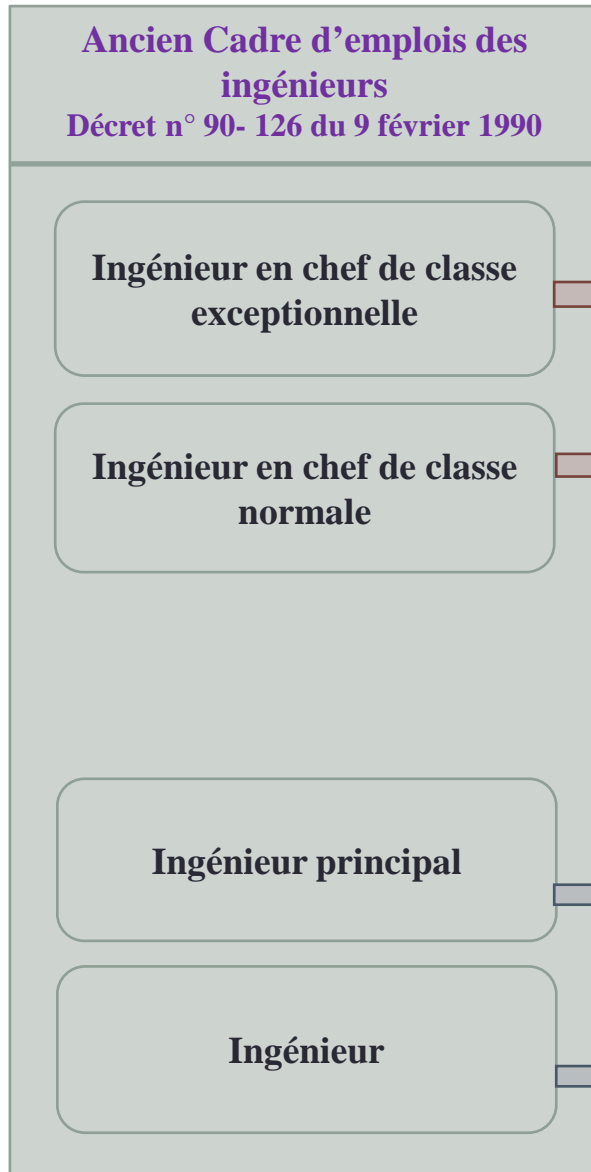 Ancien Cadre d’emplois des
ingénieurs
Décret n° 90- 126 du 9 février 1990
Ingénieur en chef de classe
exceptionnelle
Ingénieur en chef de classe
normale
Ingénieur principal
Ingénieur